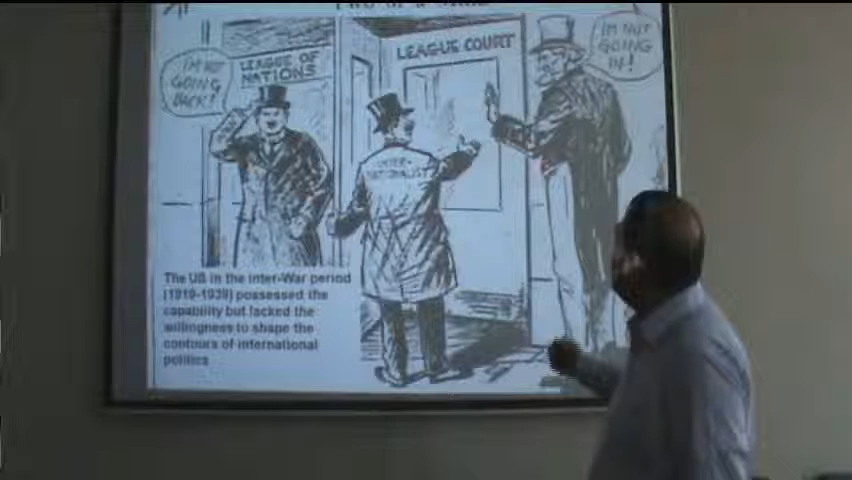 I'M NOT
GOING
BACK!
LEAGUE OF
NATIONS
LEAGUE COURT
I'M NOT
GOING
IN!
INTER-
NATIONALIST
The US in the Inter-War period
(1919-1939) possessed the
capability but lacked the
willingness to shape the
contours of international
politics